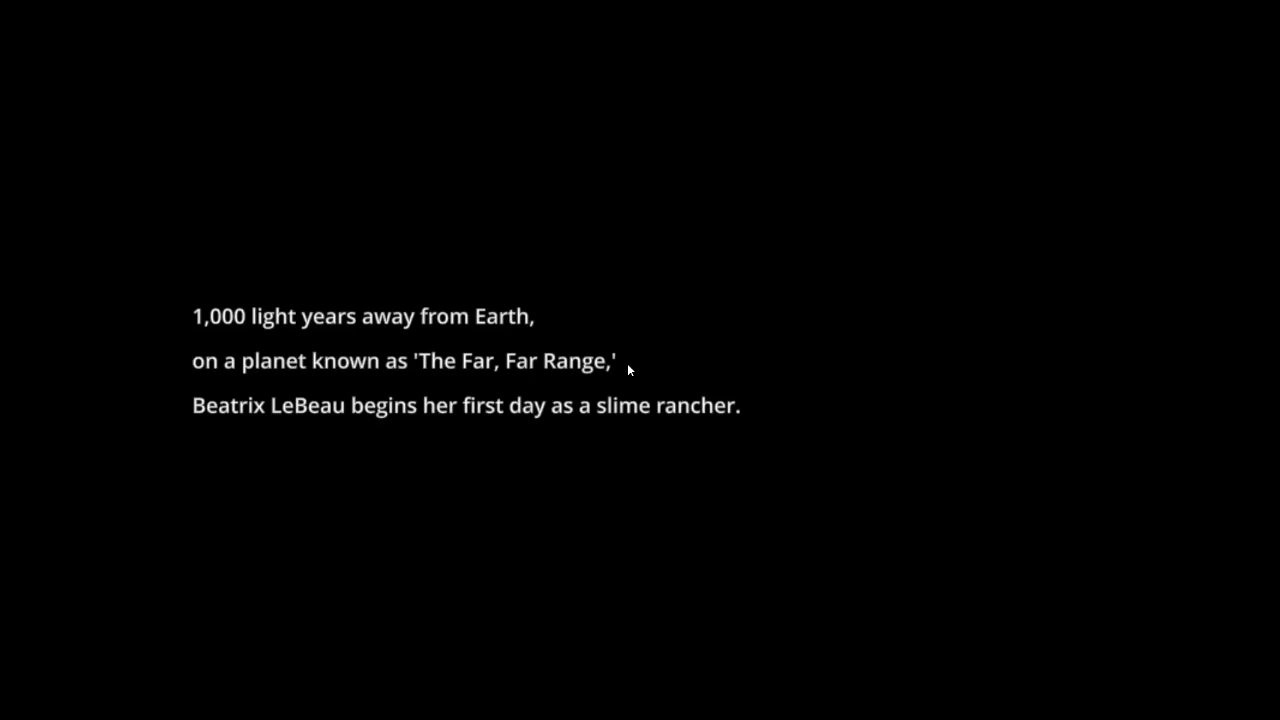 1,000 light years away from Earth,
on a planet known as 'The Far, Far Range,'
Beatrix LeBeau begins her first day as a slime rancher.